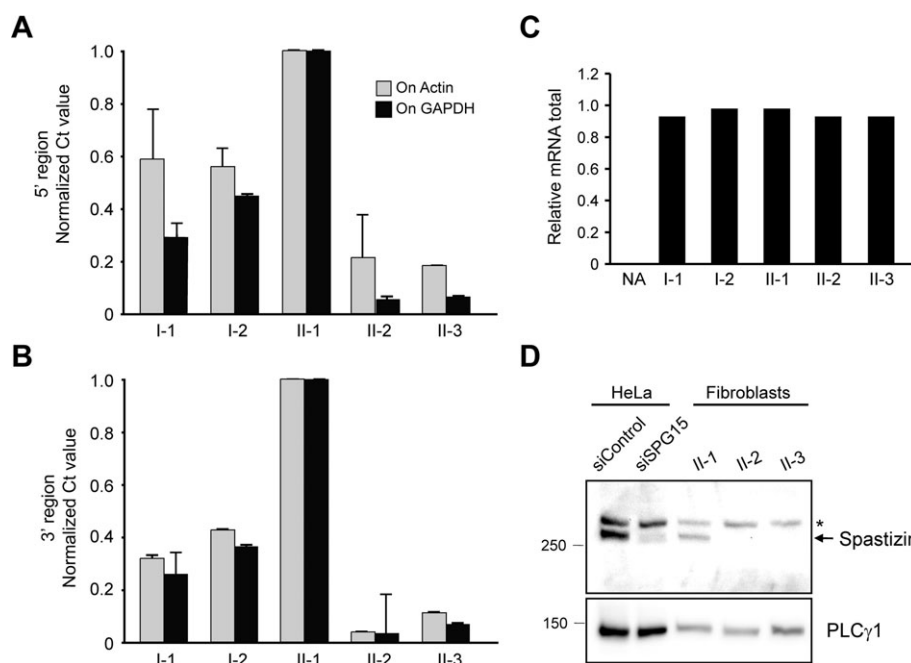 A
5' region
Normalized Ct value
1.0
0.8
0.6
0.4
0.2
0
On Actin
On GAPDH
I-1 I-2 II-1 II-2 II-3
B
3' region
Normalized Ct value
1.0
0.8
0.6
0.4
0.2
0
I-1 I-2 II-1 II-2 II-3
C
Relative mRNA total
1.4
1.2
1.0
0.8
0.6
0.4
0.2
0
NA I-1 I-2 II-1 II-2 II-3
D
HeLa Fibroblasts
siControl siSPG15 II-1 II-2 II-3
*
250
Spastizin
150
PLCγ1